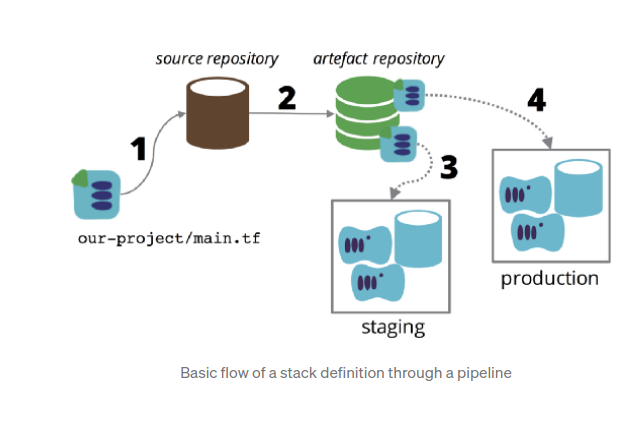 source repository
artefact repository
1
2
3
4
our-project/main.tf
production
staging
Basic flow of a stack definition through a pipeline